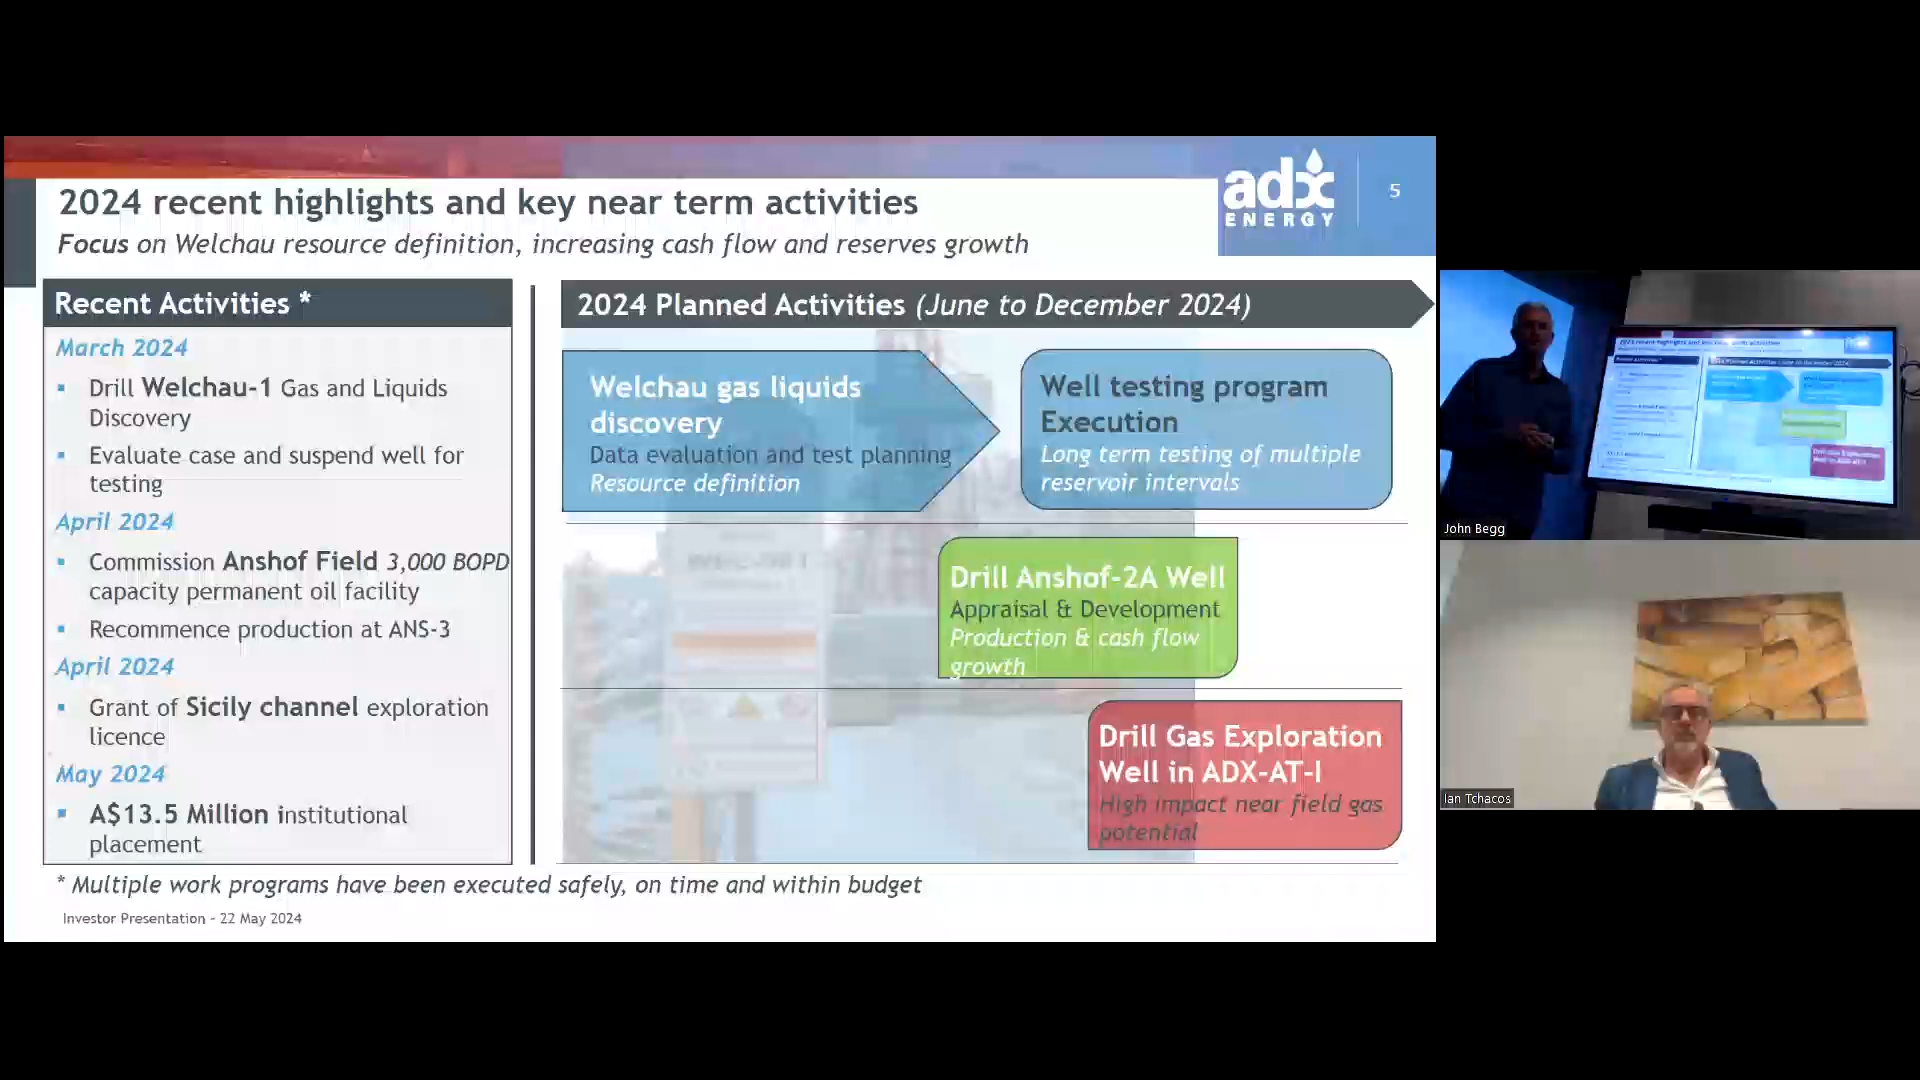 2024 recent highlights and key near term activities
Focus on Welchau resource definition, increasing cash flow and reserves growth
adx
ENERGY
5
Recent Activities *
March 2024
▪ Drill Welchau-1 Gas and Liquids
Discovery
▪ Evaluate case and suspend well for
testing
April 2024
▪ Commission Anshof Field 3,000 BOPD
capacity permanent oil facility
▪ Recommence production at ANS-3
April 2024
▪ Grant of Sicily channel exploration
licence
May 2024
▪ A$13.5 Million institutional
placement
2024 Planned Activities (June to December 2024)
Welchau gas liquids
discovery
Data evaluation and test planning
Resource definition
Well testing program
Execution
Long term testing of multiple
reservoir intervals
Drill Anshof-2A Well
Appraisal & Development
Production & cash flow
growth
Drill Gas Exploration
Well in ADX-AT-I
High impact near field gas
potential
* Multiple work programs have been executed safely, on time and within budget
Investor Presentation - 22 May 2024
John Begg
Ian Tchacos